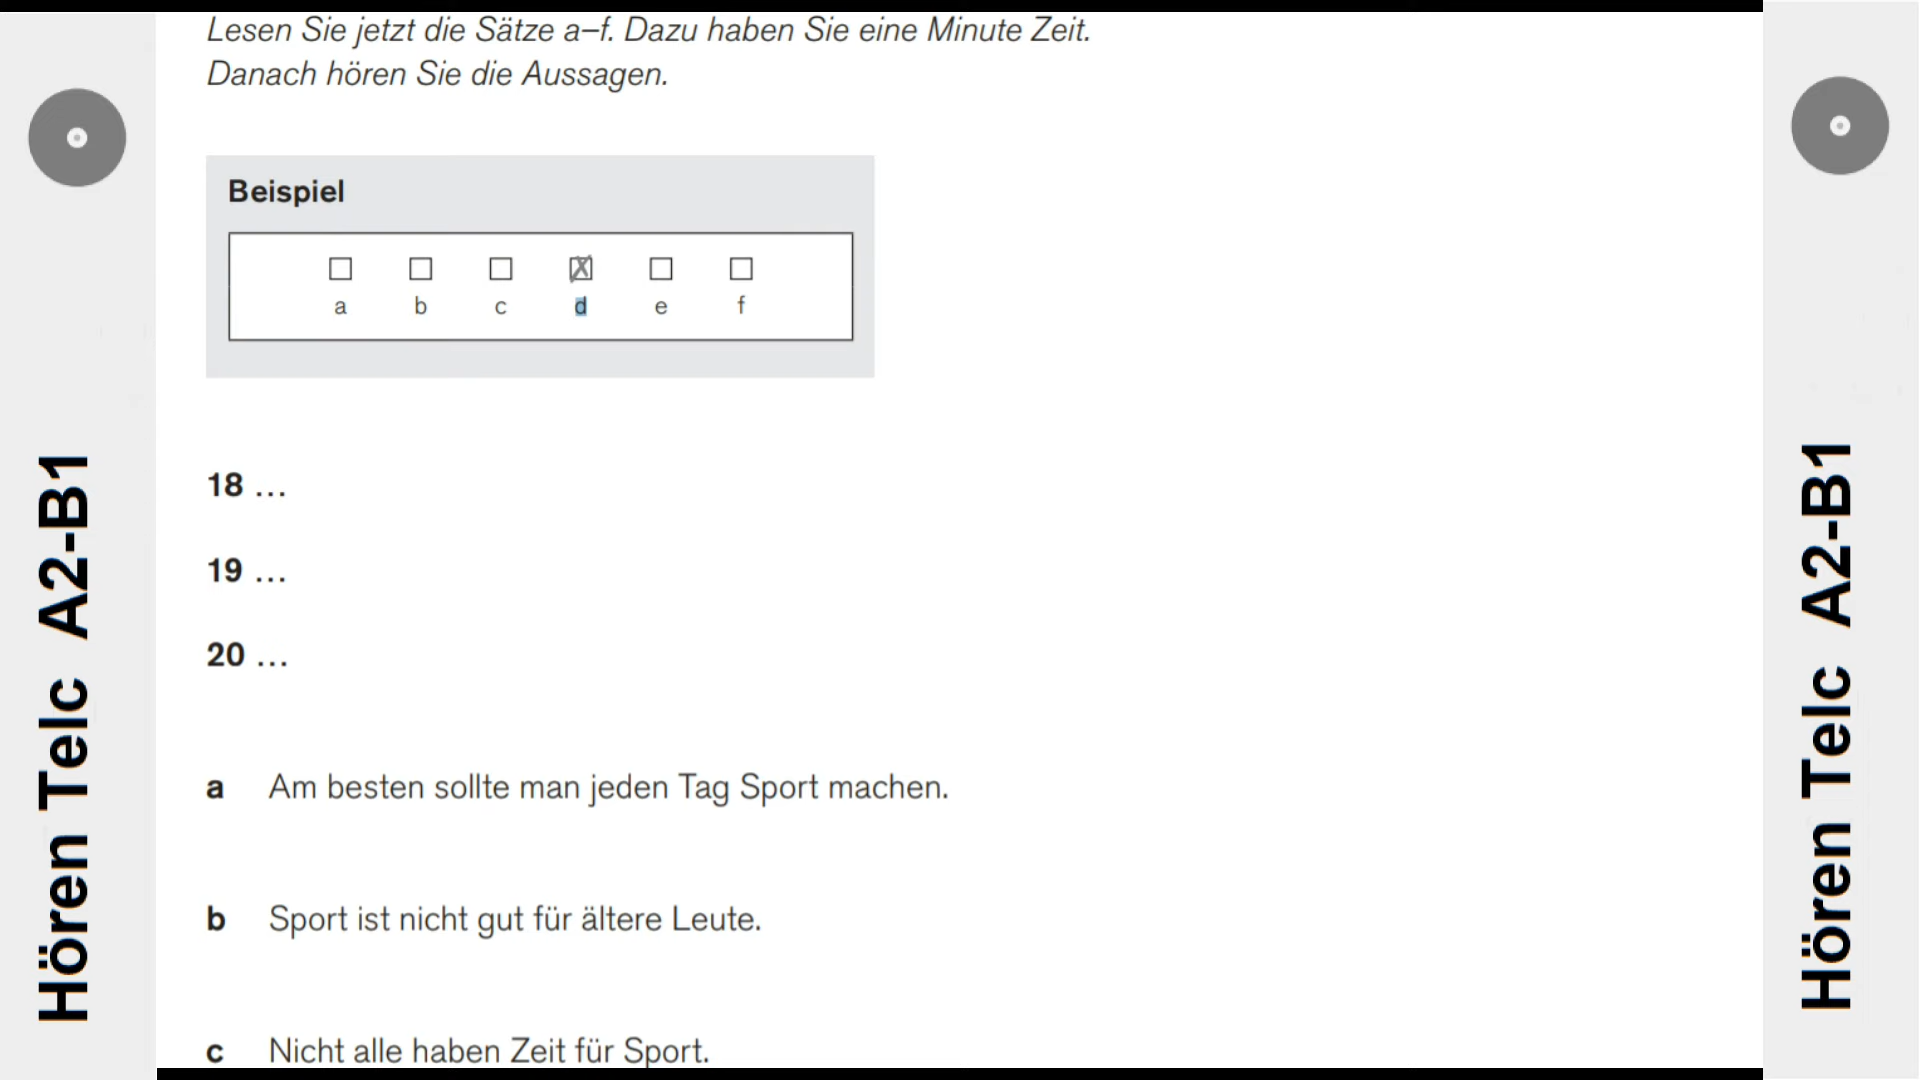 Lesen Sie jetzt die Sätze a–f. Dazu haben Sie eine Minute Zeit.
Danach hören Sie die Aussagen.
Beispiel
a b c d e f
18 ...
19 ...
20 ...
a Am besten sollte man jeden Tag Sport machen.
b Sport ist nicht gut für ältere Leute.
c Nicht alle haben Zeit für Sport.
Hören Telc A2-B1
Hören Telc A2-B1